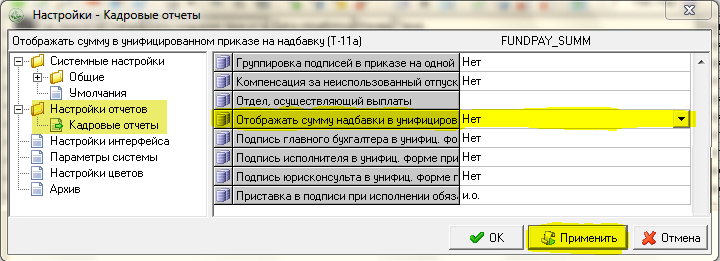 Настройки - Кадровые отчеты
Отображать сумму в унифицированном приказе на надбавку (Т-11а) FUNDPAY_SUMM
Системные настройки
Общие
Умолчания
Настройки отчетов
Кадровые отчеты
Настройки интерфейса
Параметры системы
Настройки цветов
Архив
Группировка подписей в приказе на одной Нет
Компенсация за неиспользованный отпуск Нет
Отдел, осуществляющий выплаты
Отображать сумму надбавки в унифициров Нет
Подпись главного бухгалтера в унифиц. фо Нет
Подпись исполнителя в унифиц. форме при Нет
Подпись юрисконсульта в унифиц. форме г Нет
Приставка в подписи при исполнении обяз и.о.
OK Применить Отмена